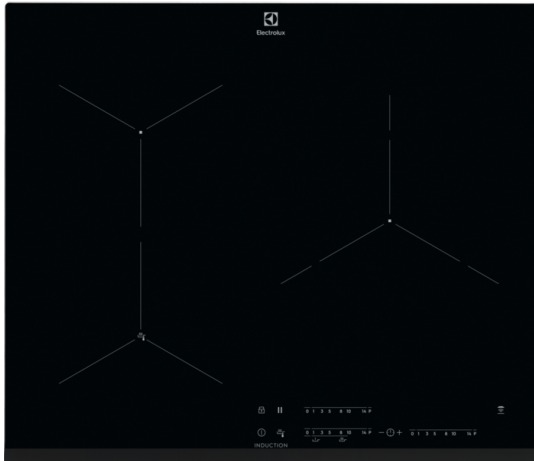 Electrolux
0 1 3 5 8 10 14 P
0 1 3 5 8 10 14 P
− + 0 1 3 5 8 10 14 P
INDUCTION